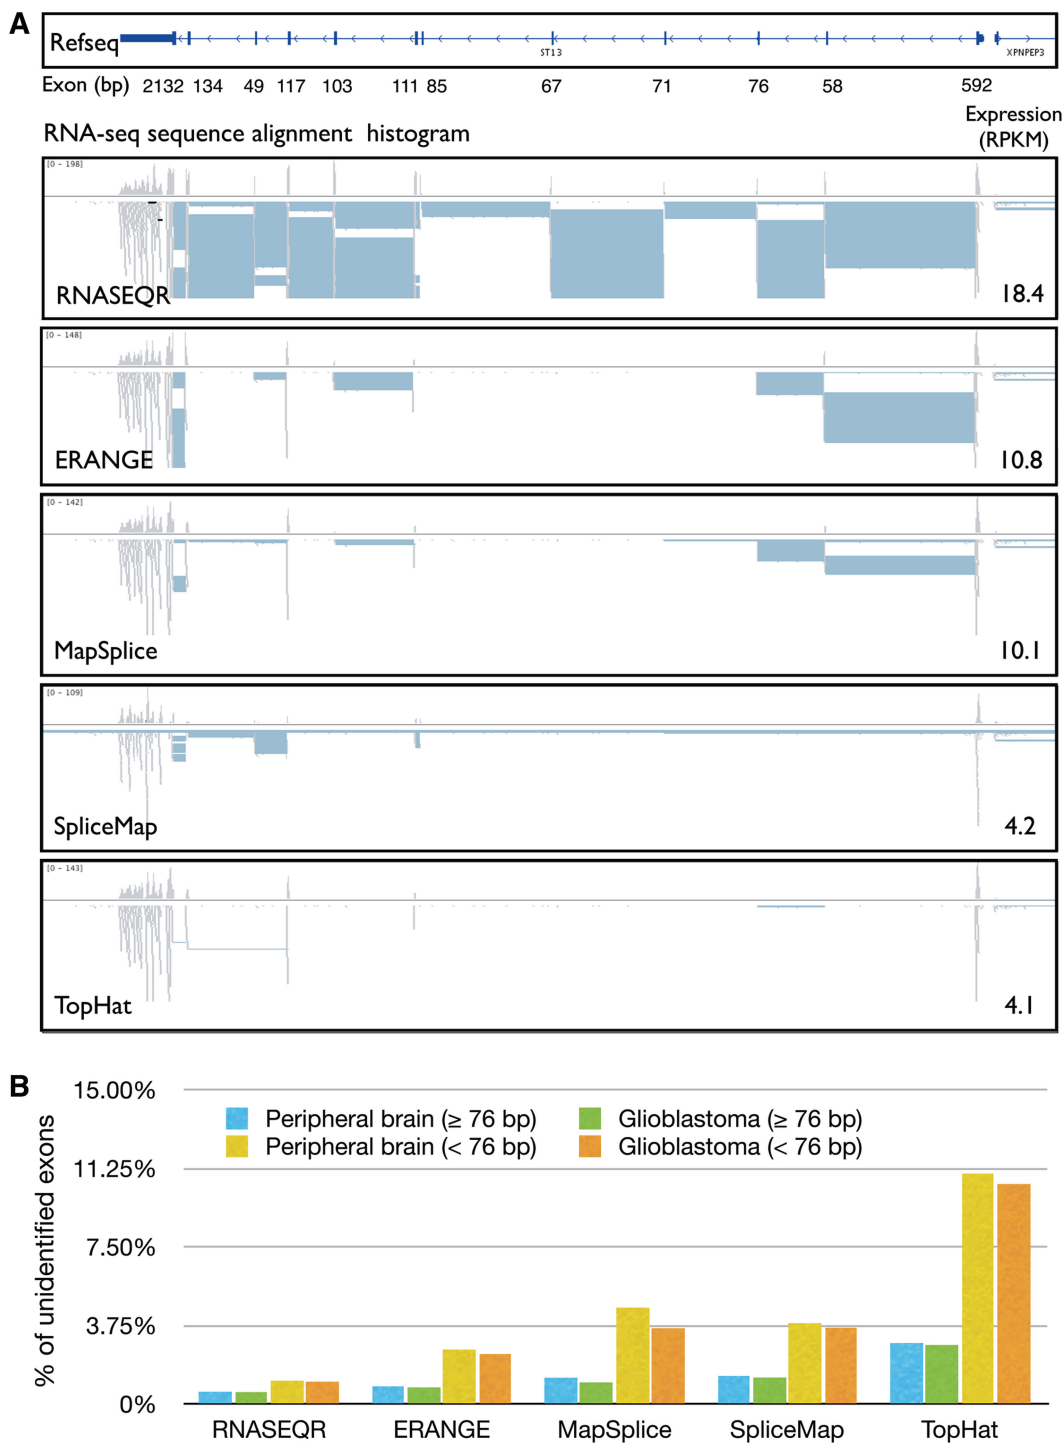 A
Refseq
ST13
XPNPEP3
Exon (bp) 2132 134 49 117 103 111 85 67 71 76 58 592
Expression
(RPKM)
RNA-seq sequence alignment histogram
[0 - 198]
RNASEQR
18.4
[0 - 148]
ERANGE
10.8
[0 - 142]
MapSplice
10.1
[0 - 109]
SpliceMap
4.2
[0 - 143]
TopHat
4.1
B
% of unidentified exons
15.00%
11.25%
7.50%
3.75%
0%
Peripheral brain (≥ 76 bp)
Glioblastoma (≥ 76 bp)
Peripheral brain (< 76 bp)
Glioblastoma (< 76 bp)
RNASEQR ERANGE MapSplice SpliceMap TopHat